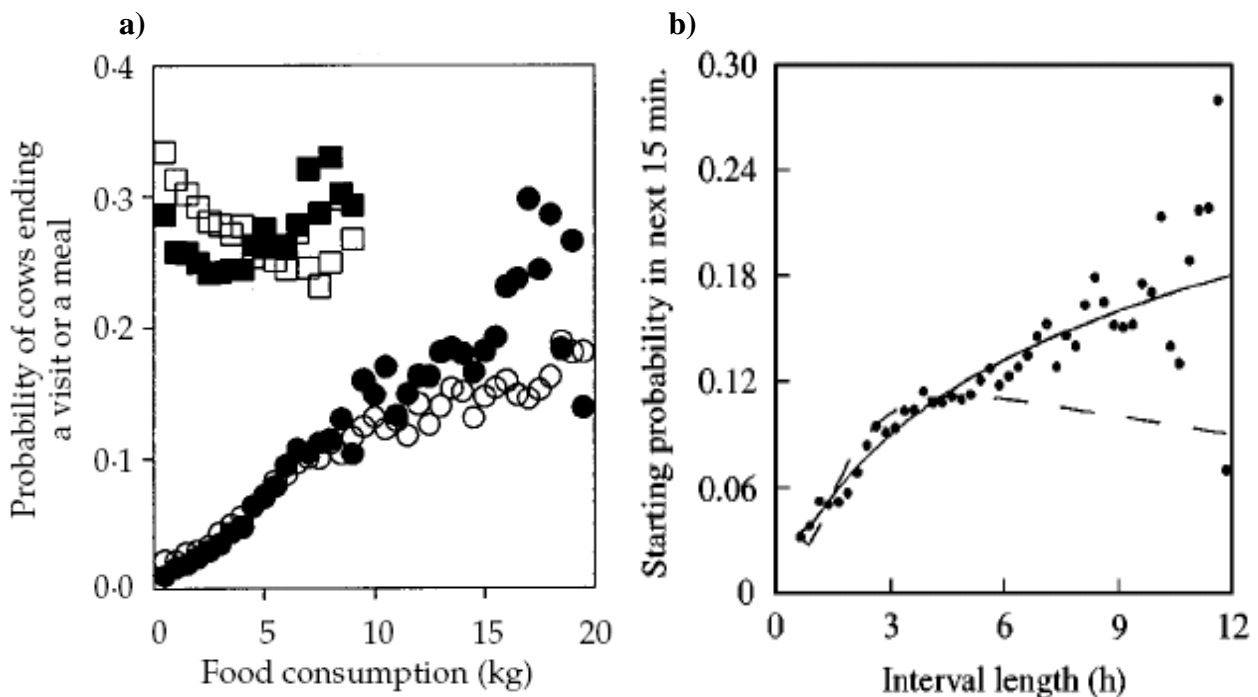 a)
0·4
0·3
0·2
0·1
0·0
Probability of cows ending
a visit or a meal
0 5 10 15 20
Food consumption (kg)
b)
0.30
0.24
0.18
0.12
0.06
0
Starting probability in next 15 min.
0 3 6 9 12
Interval length (h)